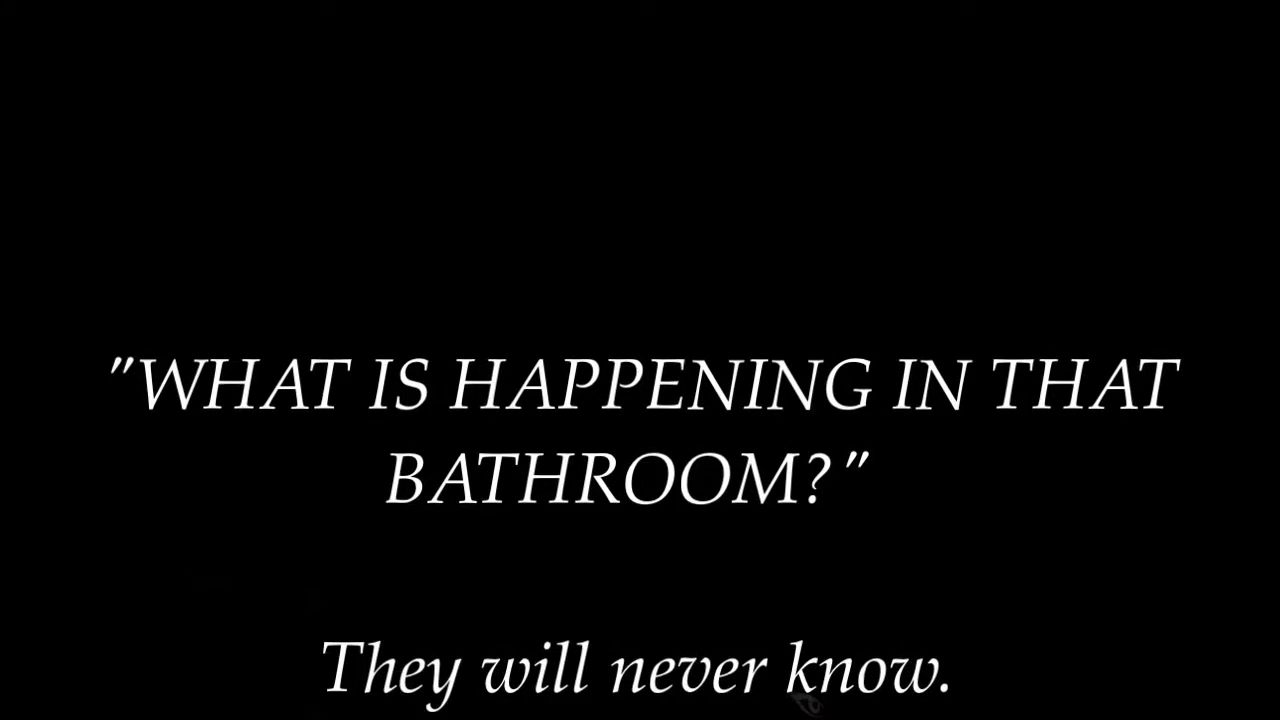 "WHAT IS HAPPENING IN THAT
BATHROOM?"
They will never know.